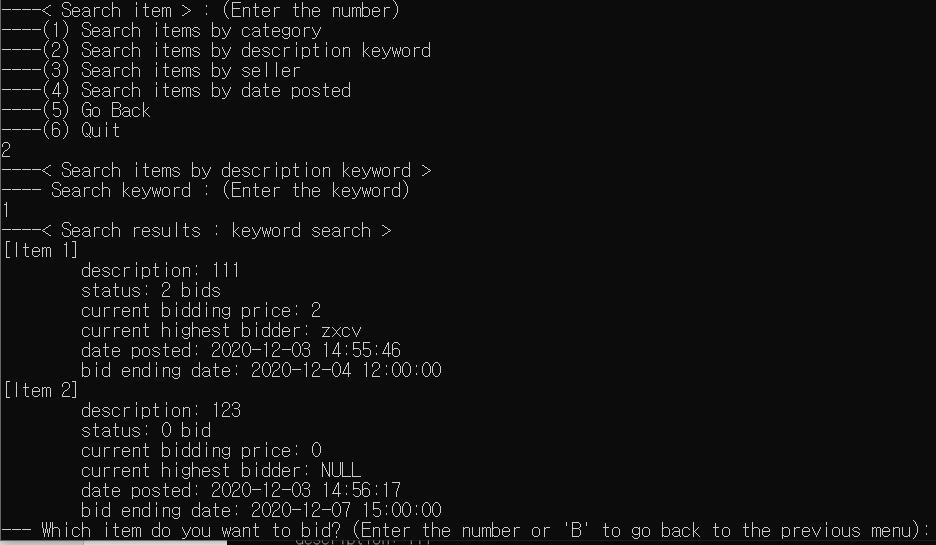 ----< Search item > : (Enter the number)
----(1) Search items by category
----(2) Search items by description keyword
----(3) Search items by seller
----(4) Search items by date posted
----(5) Go Back
----(6) Quit
2
----< Search items by description keyword >
---- Search keyword : (Enter the keyword)
1
----< Search results : keyword search >
[Item 1]
        description: 111
        status: 2 bids
        current bidding price: 2
        current highest bidder: zxcv
        date posted: 2020-12-03 14:55:46
        bid ending date: 2020-12-04 12:00:00
[Item 2]
        description: 123
        status: 0 bid
        current bidding price: 0
        current highest bidder: NULL
        date posted: 2020-12-03 14:56:17
        bid ending date: 2020-12-07 15:00:00
--- Which item do you want to bid? (Enter the number or 'B' to go back to the previous menu):